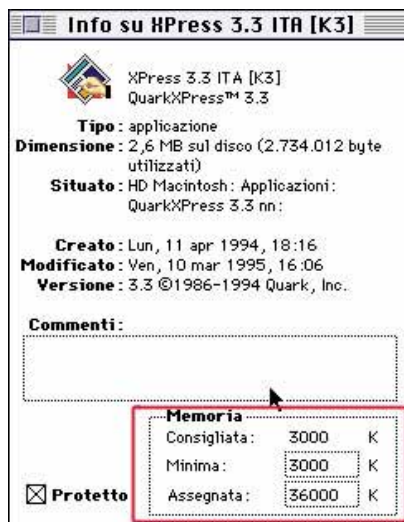 Info su XPress 3.3 ITA [K3]
XPress 3.3 ITA [K3]
QuarkXPress™ 3.3
Tipo: applicazione
Dimensione: 2,6 MB sul disco (2.734.012 byte
utilizzati)
Situato: HD Macintosh: Applicazioni:
QuarkXPress 3.3 nn:
Creato: Lun, 11 apr 1994, 18:16
Modificato: Ven, 10 mar 1995, 16:06
Versione: 3.3 ©1986-1994 Quark, Inc.
Commenti:
Memoria
Consigliata: 3000 K
Minima: 3000 K
Assegnata: 36000 K
Protetto